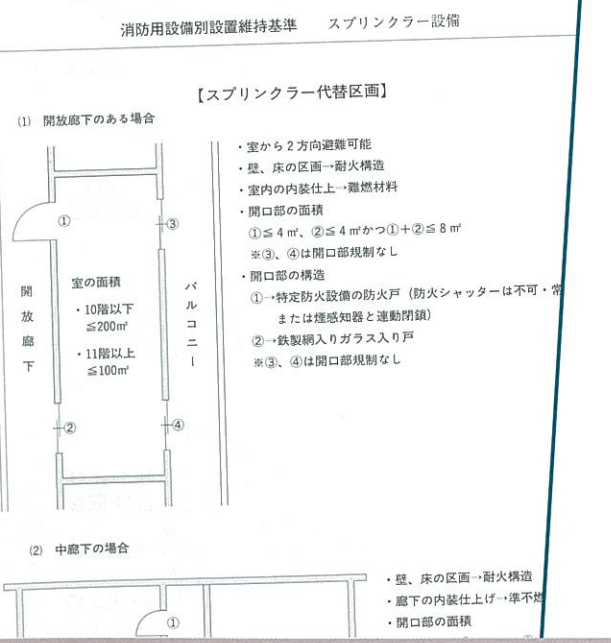 消防用設備別設置維持基準　スプリンクラー設備
【スプリンクラー代替区画】
(1) 開放廊下のある場合
・室から2方向避難可能
・壁、床の区画→耐火構造
・室内の内装仕上→難燃材料
・開口部の面積
①≦4㎡、②≦4㎡かつ①+②≦8㎡
※③、④は開口部規制なし
・開口部の構造
①→特定防火設備の防火戸（防火シャッターは不可・常
または煙感知器と連動閉鎖）
②→鉄製網入りガラス入り戸
※③、④は開口部規制なし
①
③
開放廊下
室の面積
・10階以下
≦200㎡
・11階以上
≦100㎡
バルコニー
②
④
(2) 中廊下の場合
・壁、床の区画→耐火構造
・廊下の内装仕上げ→準不燃
・開口部の面積
①